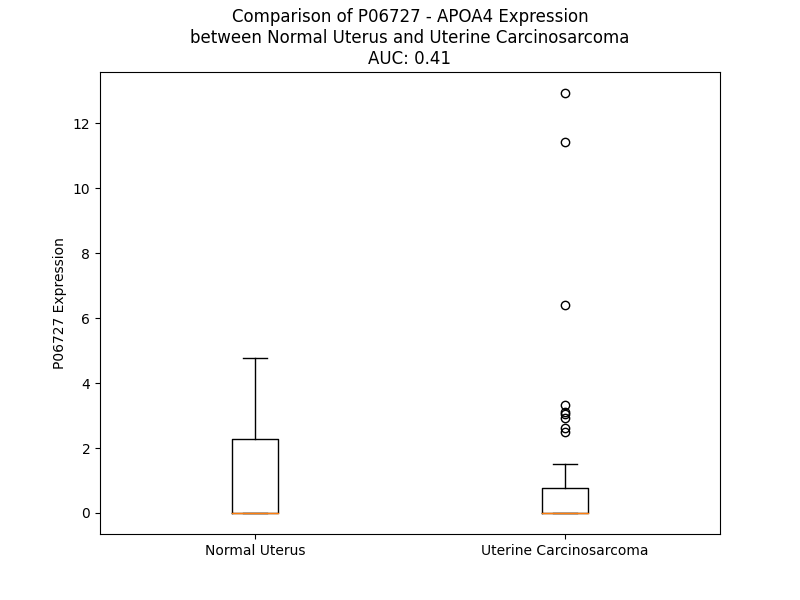 Comparison of P06727 - APOA4 Expression
between Normal Uterus and Uterine Carcinosarcoma
AUC: 0.41
12
10
8
6
4
2
0
P06727 Expression
Normal Uterus
Uterine Carcinosarcoma